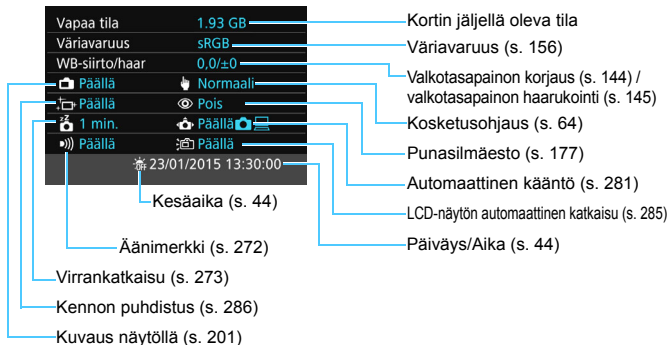 Vapaa tila 1.93 GB
Väriavaruus sRGB
WB-siirto/haar 0,0/±0
Päällä Normaali
Päällä Pois
1 min. Päällä
Päällä Päällä
23/01/2015 13:30:00
Kortin jäljellä oleva tila
Väriavaruus (s. 156)
Valkotasapainon korjaus (s. 144) /
valkotasapainon haarukointi (s. 145)
Kosketusohjaus (s. 64)
Punasilmäesto (s. 177)
Automaattinen kääntö (s. 281)
LCD-näytön automaattinen katkaisu (s. 285)
Päiväys/Aika (s. 44)
Kesäaika (s. 44)
Äänimerkki (s. 272)
Virrankatkaisu (s. 273)
Kennon puhdistus (s. 286)
Kuvaus näytöllä (s. 201)